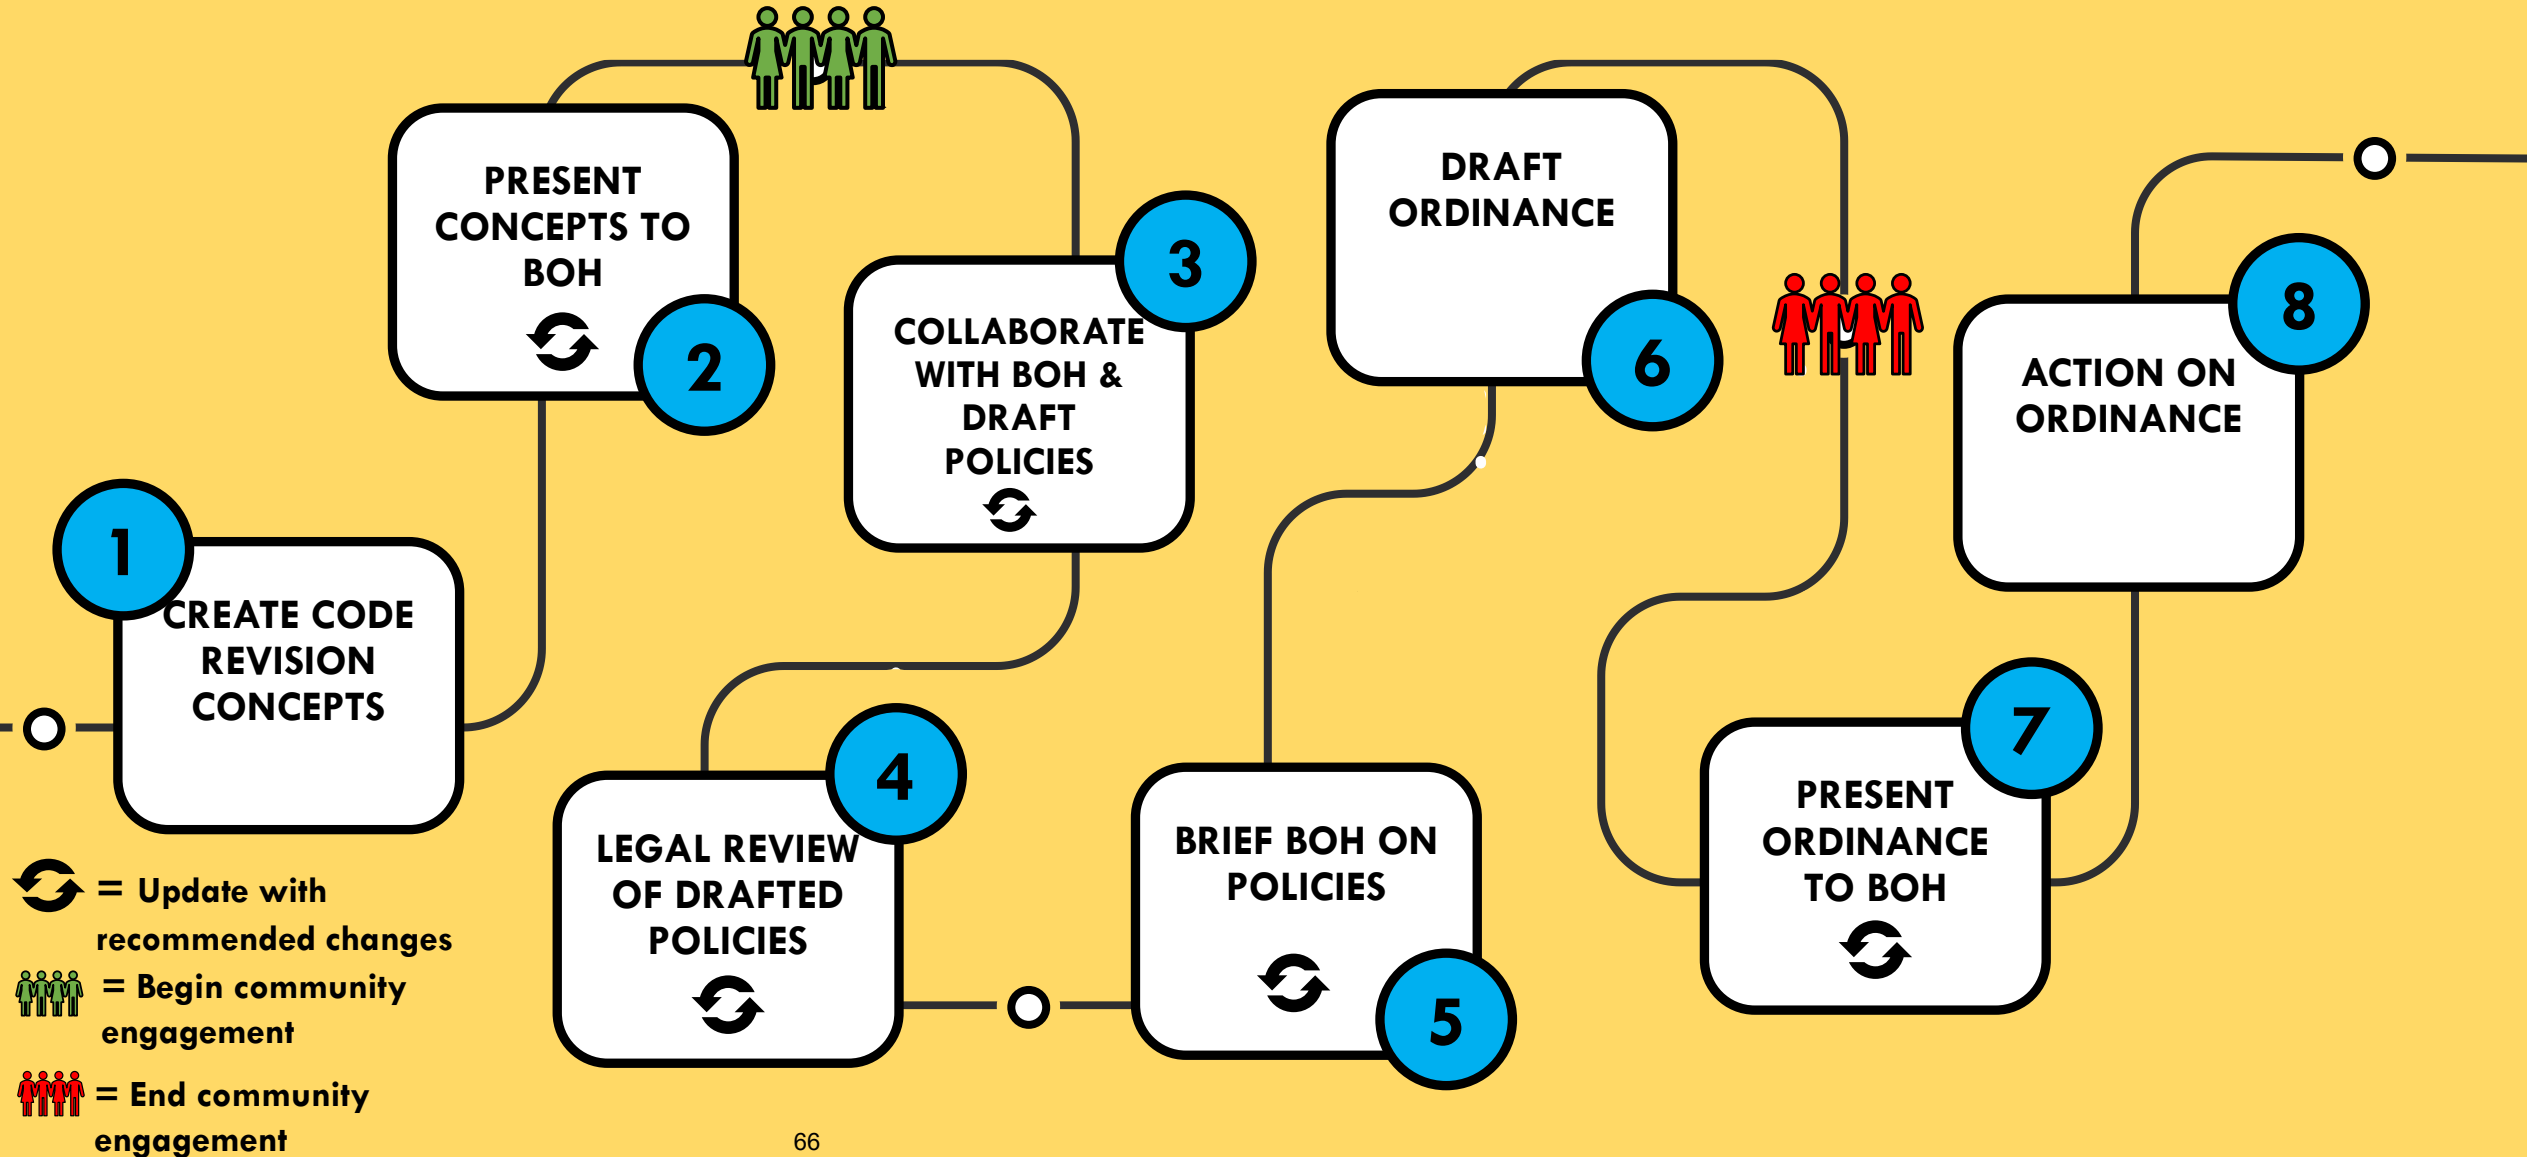 1
CREATE CODE
REVISION
CONCEPTS
PRESENT
CONCEPTS TO
BOH
2
3
COLLABORATE
WITH BOH &
DRAFT
POLICIES
4
LEGAL REVIEW
OF DRAFTED
POLICIES
BRIEF BOH ON
POLICIES
5
DRAFT
ORDINANCE
6
7
PRESENT
ORDINANCE
TO BOH
8
ACTION ON
ORDINANCE
= Update with
recommended changes
= Begin community
engagement
= End community
engagement
66